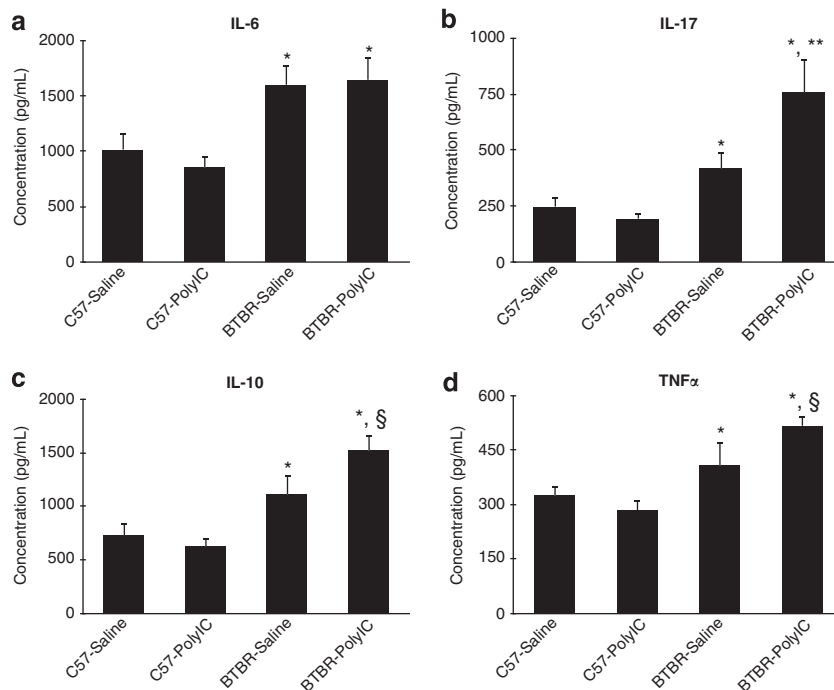 a
IL-6
Concentration (pg/mL)
2000
1500
1000
500
0
*
*
C57-Saline
C57-PolyIC
BTBR-Saline
BTBR-PolyIC
b
IL-17
Concentration (pg/mL)
1000
750
500
250
0
*
*, **
C57-Saline
C57-PolyIC
BTBR-Saline
BTBR-PolyIC
c
IL-10
Concentration (pg/mL)
2000
1500
1000
500
0
*
*, §
C57-Saline
C57-PolyIC
BTBR-Saline
BTBR-PolyIC
d
TNFα
Concentration (pg/mL)
600
450
300
150
0
*
*, §
C57-Saline
C57-PolyIC
BTBR-Saline
BTBR-PolyIC